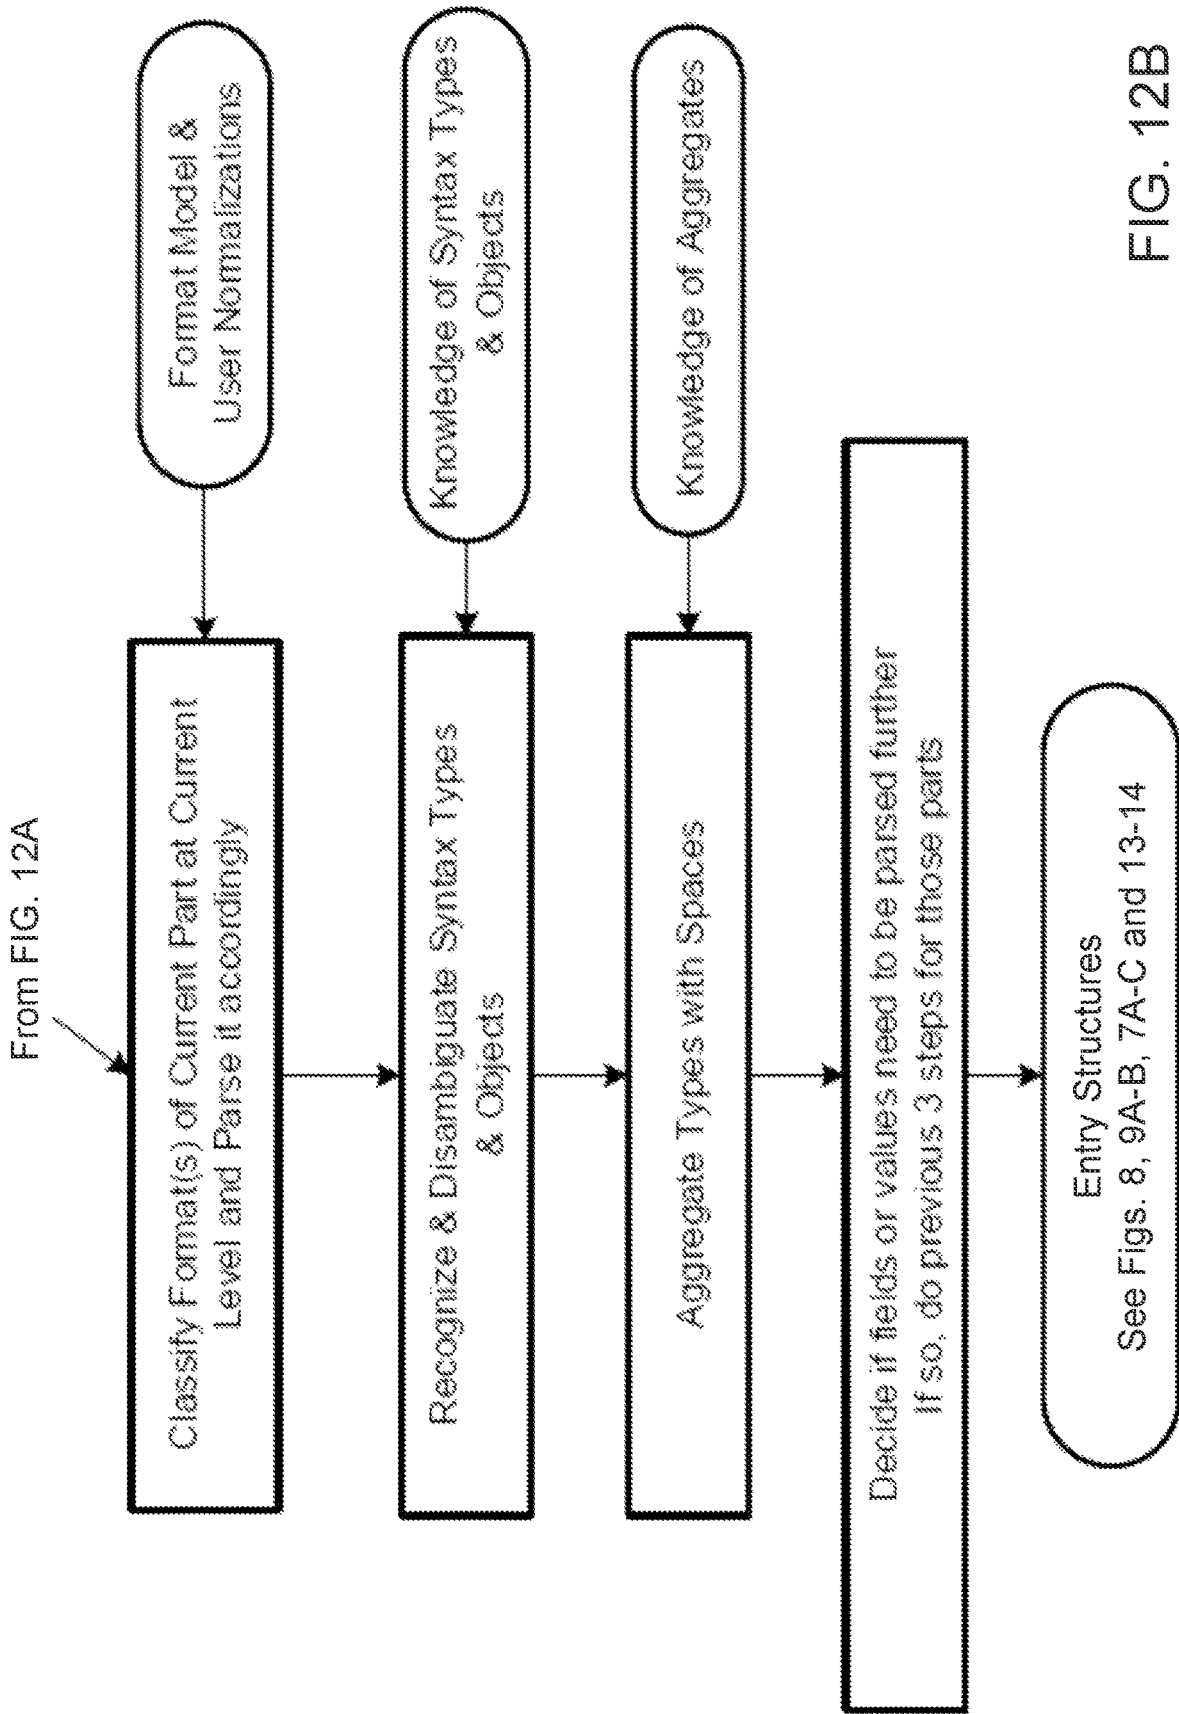 From FIG. 12A
Classify Format(s) of Current Part at Current
Level and Parse it accordingly
Format Model &
User Normalizations
Recognize & Disambiguate Syntax Types
& Objects
Knowledge of Syntax Types
& Objects
Aggregate Types with Spaces
Knowledge of Aggregates
Decide if fields or values need to be parsed further
If so, do previous 3 steps for those parts
Entry Structures
See Figs. 8, 9A-B, 7A-C and 13-14
FIG. 12B